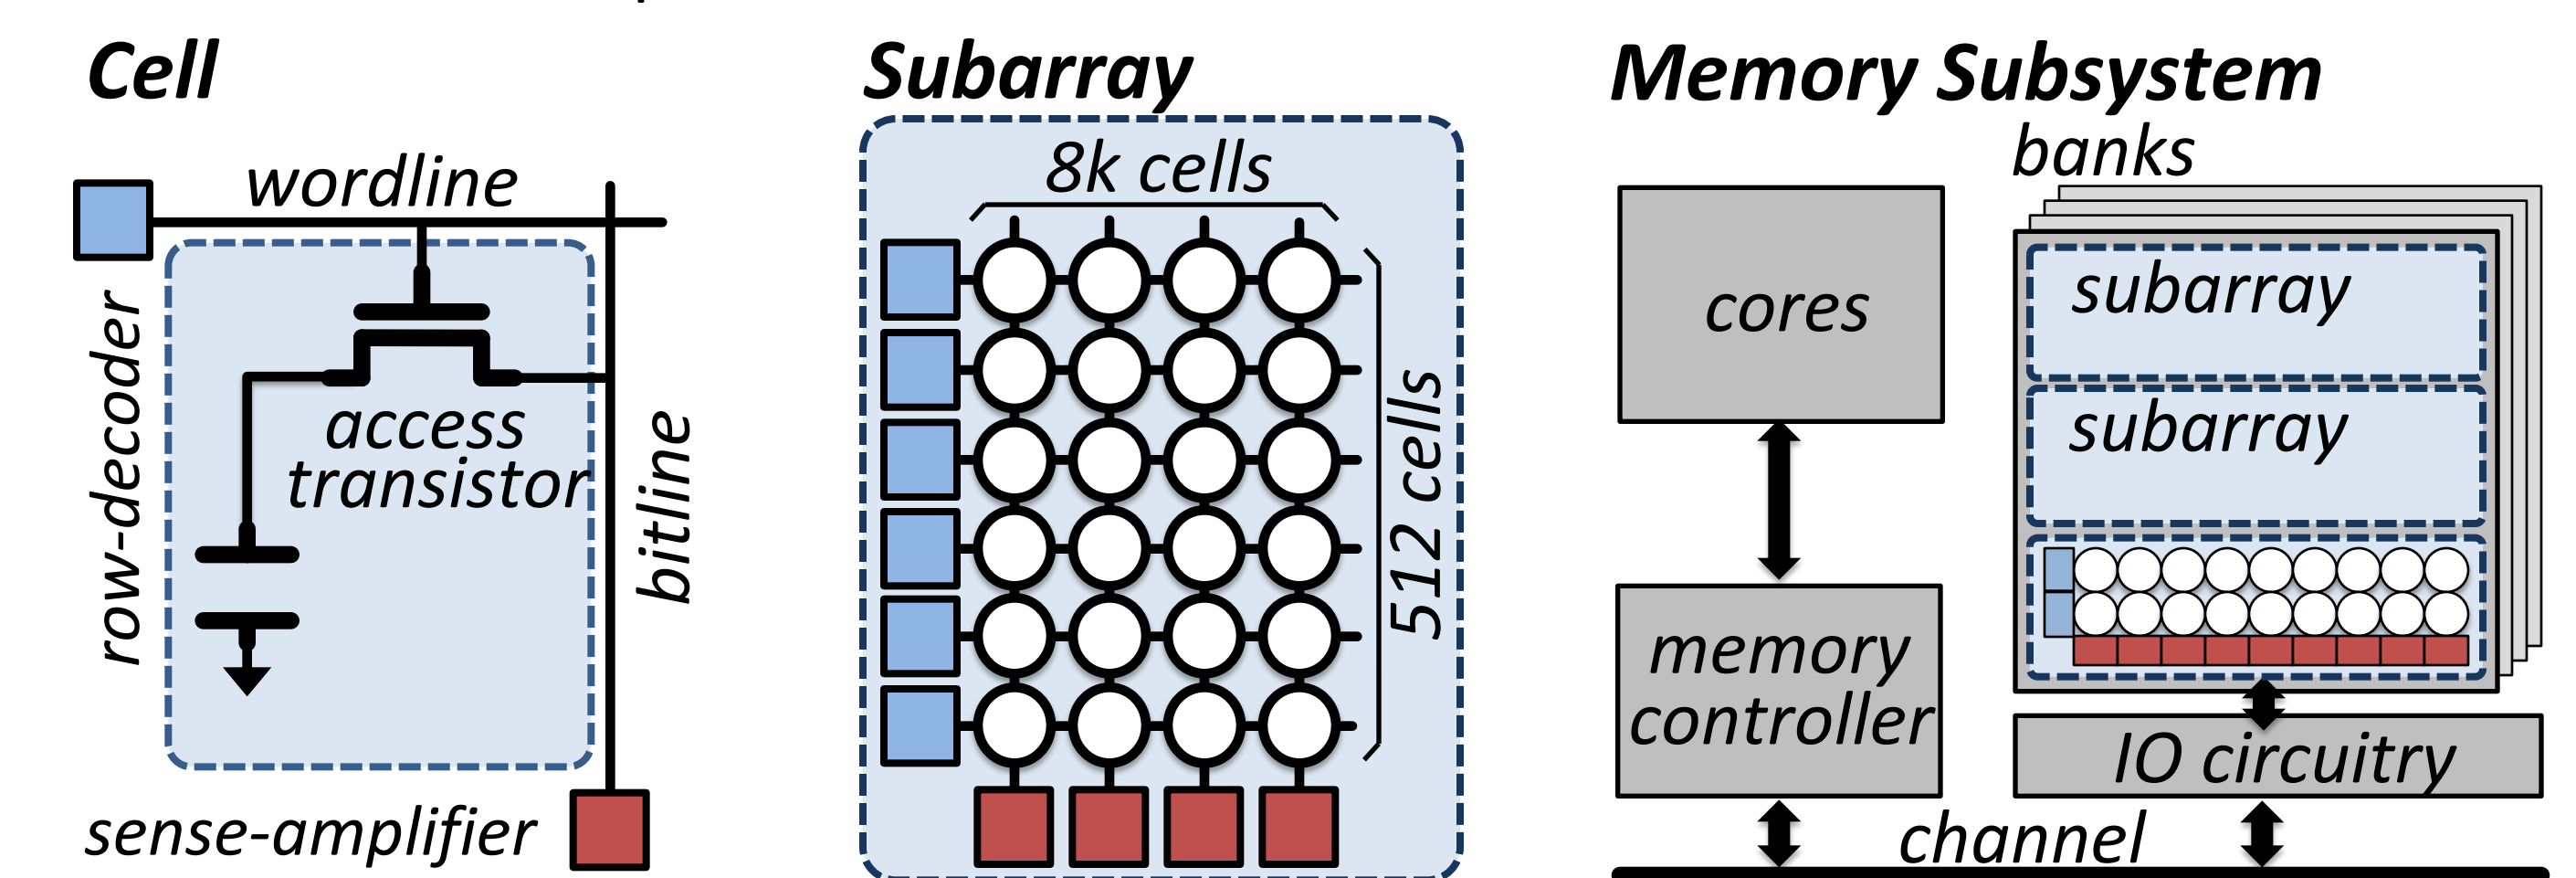 Cell
wordline
row-decoder
access
transistor
bitline
sense-amplifier
Subarray
8k cells
512 cells
Memory Subsystem
banks
cores
subarray
subarray
memory
controller
IO circuitry
channel